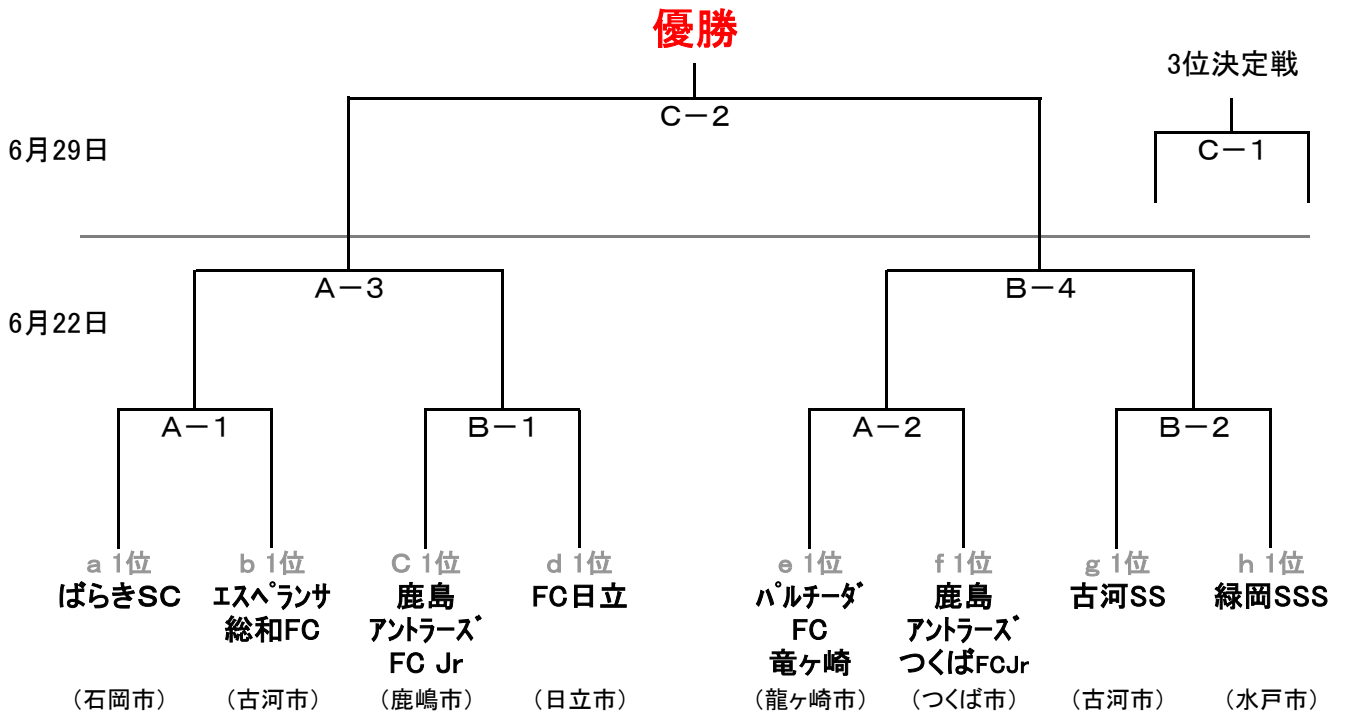 優勝
3位決定戦
C－2
6月29日
C－1
A－3
B－4
6月22日
A－1
B－1
A－2
B－2
a 1位
b 1位
C 1位
d 1位
e 1位
f 1位
g 1位
h 1位
ばらきSC
ｴｽﾍﾟﾗﾝｻ
総和FC
鹿島
ｱﾝﾄﾗｰｽﾞ
FC Jr
FC日立
ﾊﾟﾙﾁｰﾀﾞ
FC
竜ヶ崎
鹿島
ｱﾝﾄﾗｰｽﾞ
つくばFCJr
古河SS
緑岡SSS
（石岡市）
（古河市）
（鹿嶋市）
（日立市）
（龍ヶ崎市）
（つくば市）
（古河市）
（水戸市）